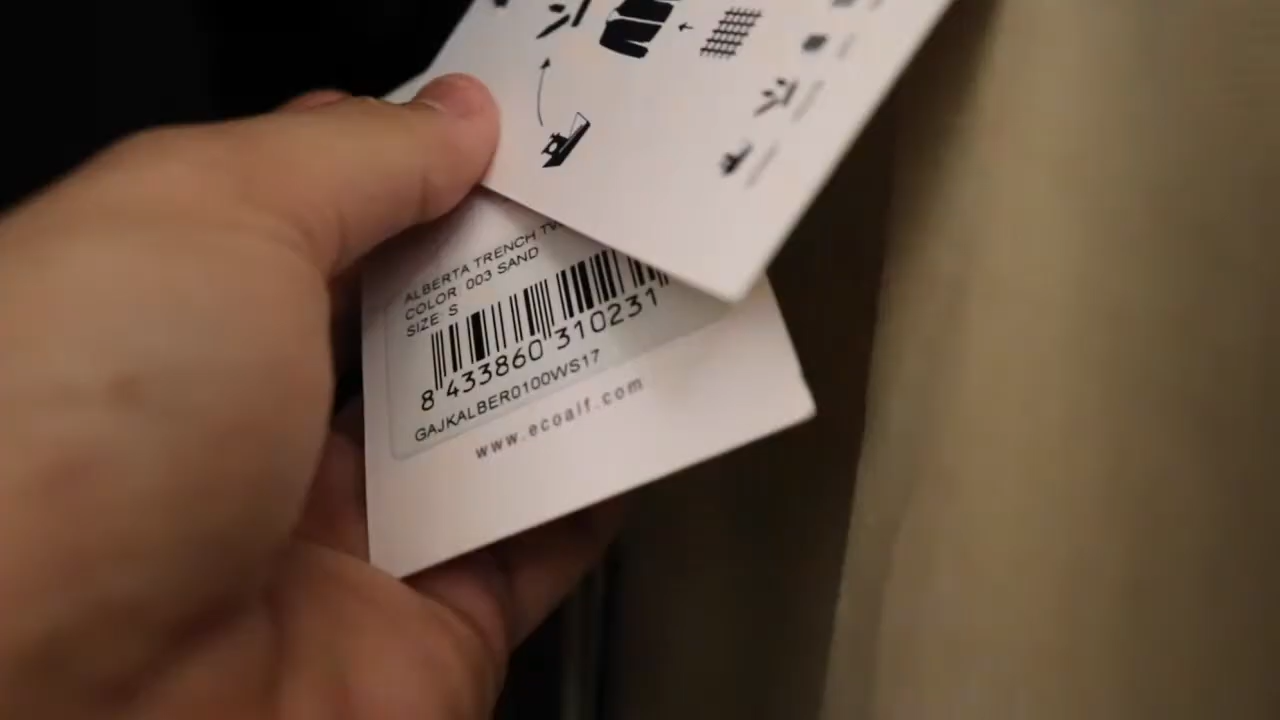 ALBERTA TRENCH
COLOR 003 SAND
SIZE S
8 433860 310231
GAJKALBER0100WS17
www.ecoalf.com